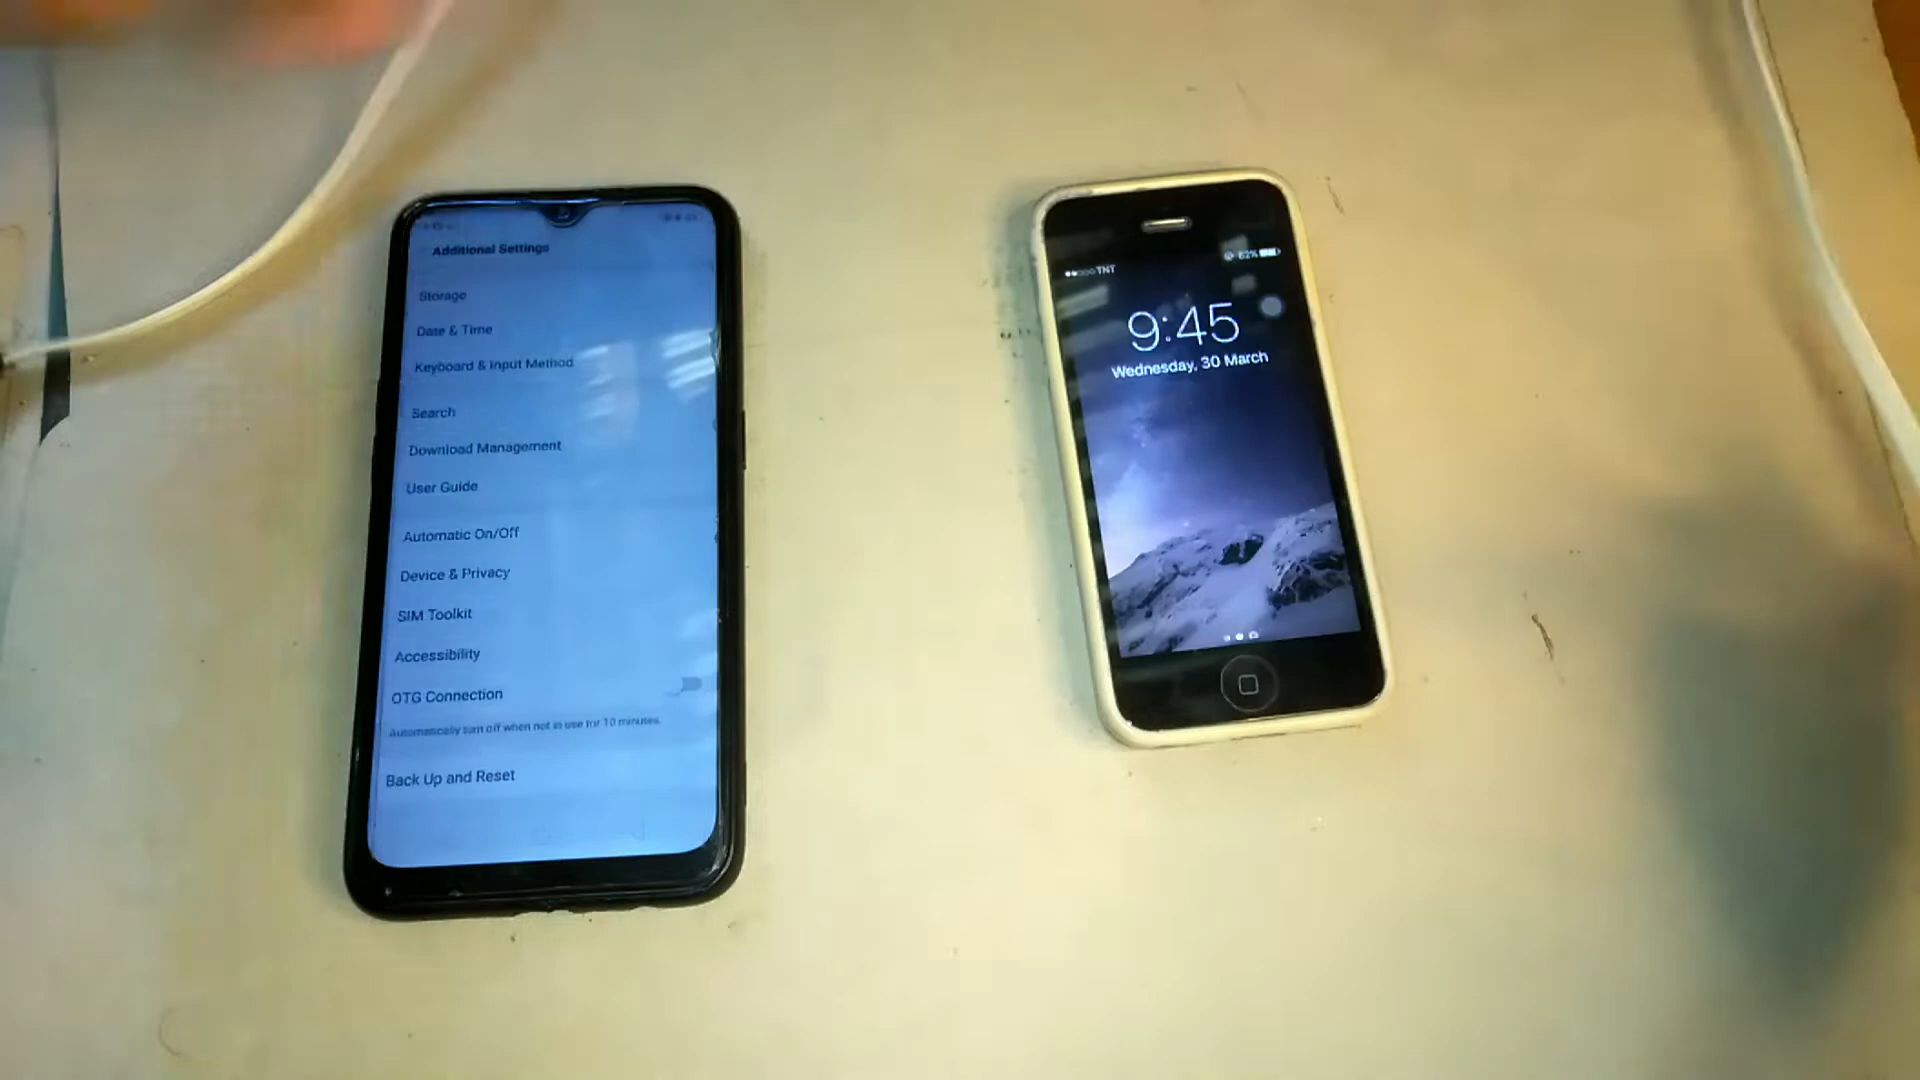 Additional Settings
Storage
Date & Time
Keyboard & Input Method
Search
Download Management
User Guide
Automatic On/Off
Device & Privacy
SIM Toolkit
Accessibility
OTG Connection
Automatically turn off when not in use for 10 minutes.
Back Up and Reset
TNT
82%
9:45
Wednesday, 30 March